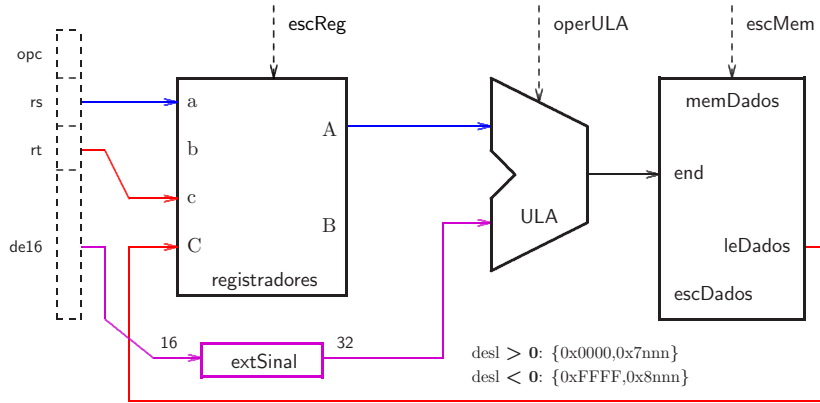 escReg
operULA
escMem
opc
rs
a
memDados
rt
b
A
c
end
B
ULA
de16
C
leDados
registradores
escDados
16
extSinal
32
desl > 0: {0x0000,0x7nnn}
desl < 0: {0xFFFF,0x8nnn}